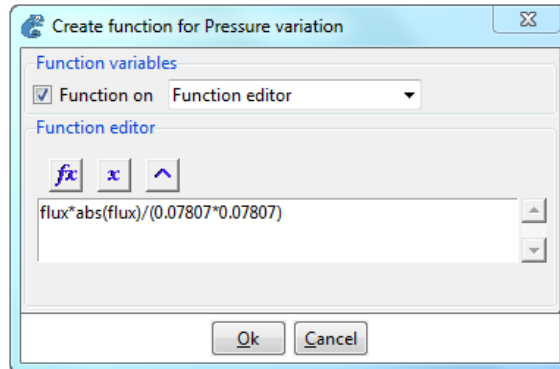 Create function for Pressure variation
Function variables
Function on Function editor
Function editor
fx x ^
flux*abs(flux)/(0.07807*0.07807)
Ok Cancel